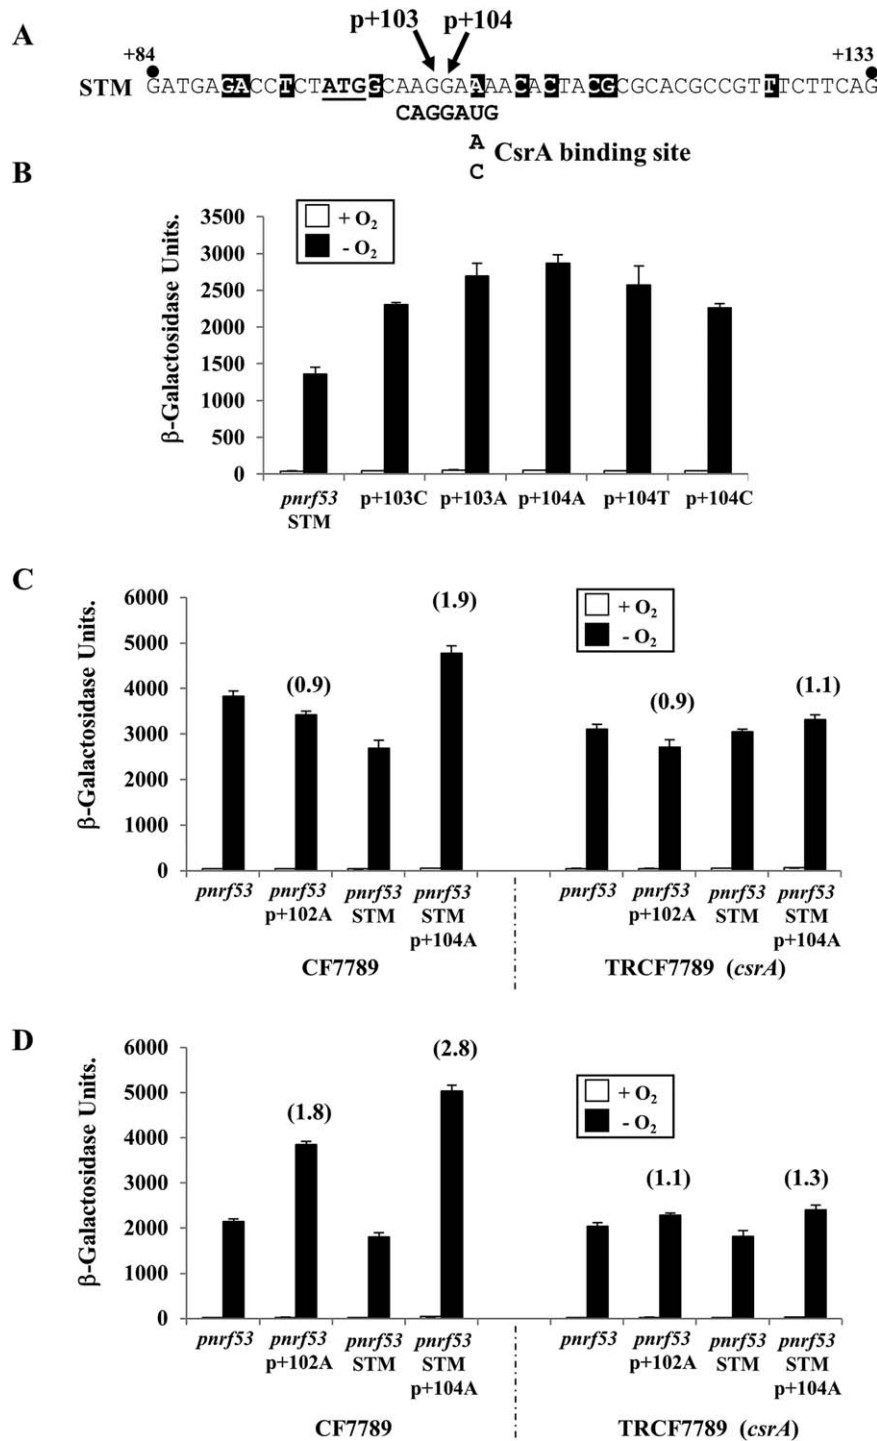 A
p+103 p+104
+84 +133
STM GATGAGACCTCTATGGCAAGGAAAACACTACGCGCACGCCGTTTCTTCAG
CAGGAUG
A
C
CsrA binding site
B
β-Galactosidase Units.
3500
3000
2500
2000
1500
1000
500
0
+ O2
- O2
pnrf53 STM
p+103C
p+103A
p+104A
p+104T
p+104C
C
β-Galactosidase Units.
6000
5000
4000
3000
2000
1000
0
(0.9)
(1.9)
+ O2
- O2
(0.9)
(1.1)
pnrf53
pnrf53 p+102A
pnrf53 STM
pnrf53 STM p+104A
pnrf53
pnrf53 p+102A
pnrf53 STM
pnrf53 STM p+104A
CF7789
TRCF7789 (csrA)
D
β-Galactosidase Units.
6000
5000
4000
3000
2000
1000
0
(1.8)
(2.8)
+ O2
- O2
(1.1)
(1.3)
pnrf53
pnrf53 p+102A
pnrf53 STM
pnrf53 STM p+104A
pnrf53
pnrf53 p+102A
pnrf53 STM
pnrf53 STM p+104A
CF7789
TRCF7789 (csrA)